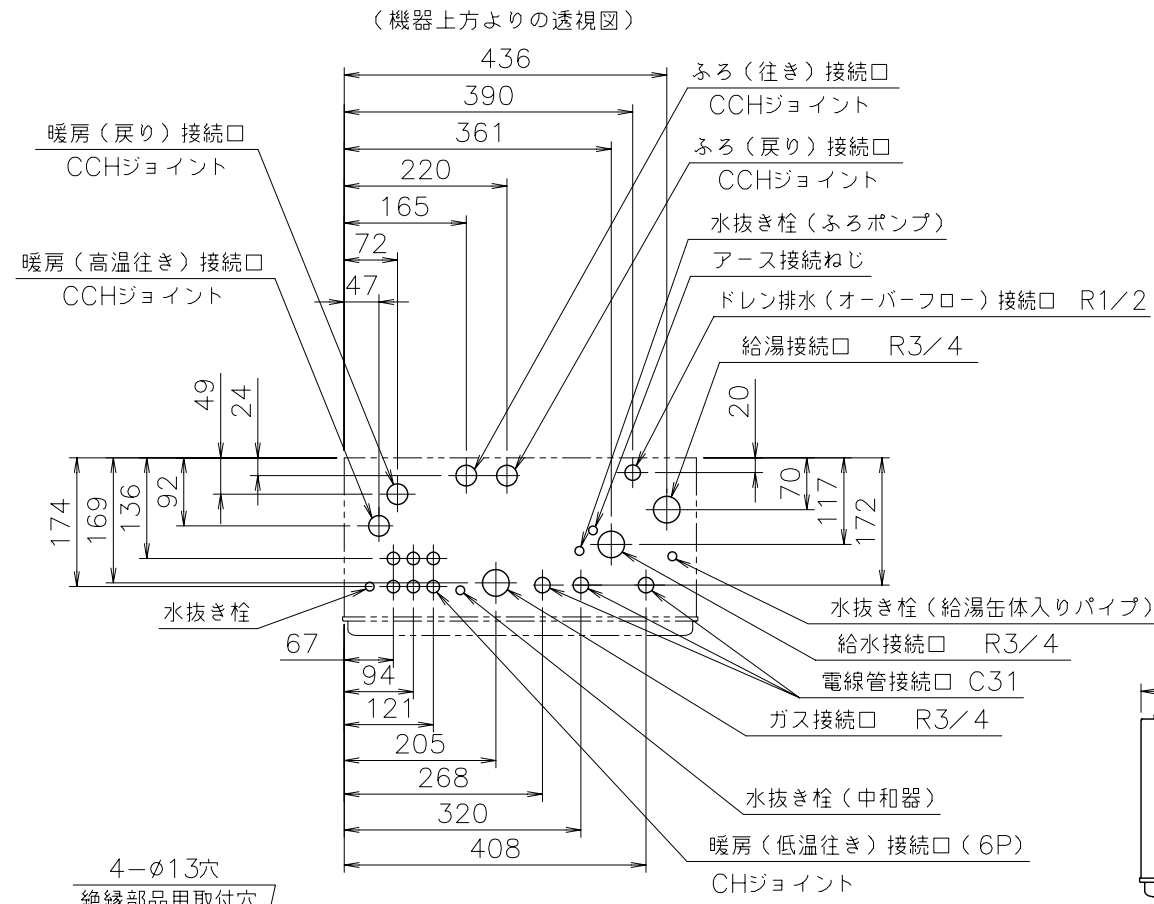 （機器上方よりの透視図）
436
ふろ（往き）接続口
CCHジョイント
390
暖房（戻り）接続口
CCHジョイント
361
ふろ（戻り）接続口
CCHジョイント
220
165
水抜き栓（ふろポンプ）
72
アース接続ねじ
暖房（高温往き）接続口
CCHジョイント
47
ドレン排水（オーバーフロー）接続口 R1/2
給湯接続口 R3/4
49
24
20
174
169
136
92
70
117
172
水抜き栓
水抜き栓（給湯缶体入りパイプ）
67
給水接続口 R3/4
94
電線管接続口 C31
121
ガス接続口 R3/4
205
268
水抜き栓（中和器）
320
暖房（低温往き）接続口（6P）
CHジョイント
408
4-φ13穴
絶縁部品用取付穴